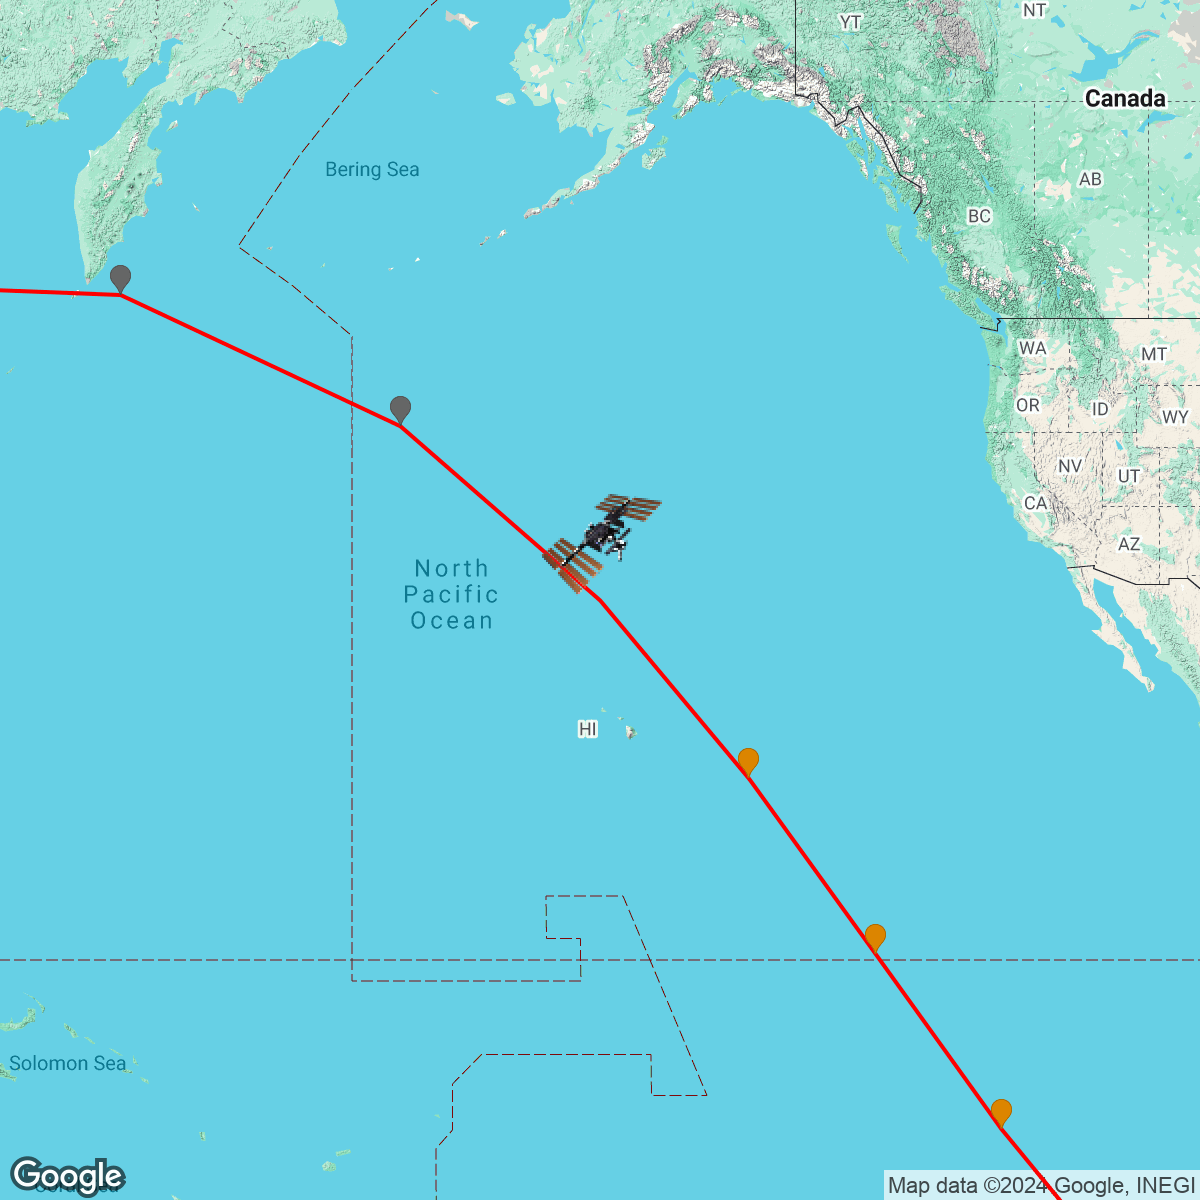 NT
YT
Canada
Bering Sea
AB
BC
WA
MT
OR
ID
WY
NV
UT
CA
AZ
North
Pacific
Ocean
HI
Solomon Sea
Google
Map data ©2024 Google, INEGI